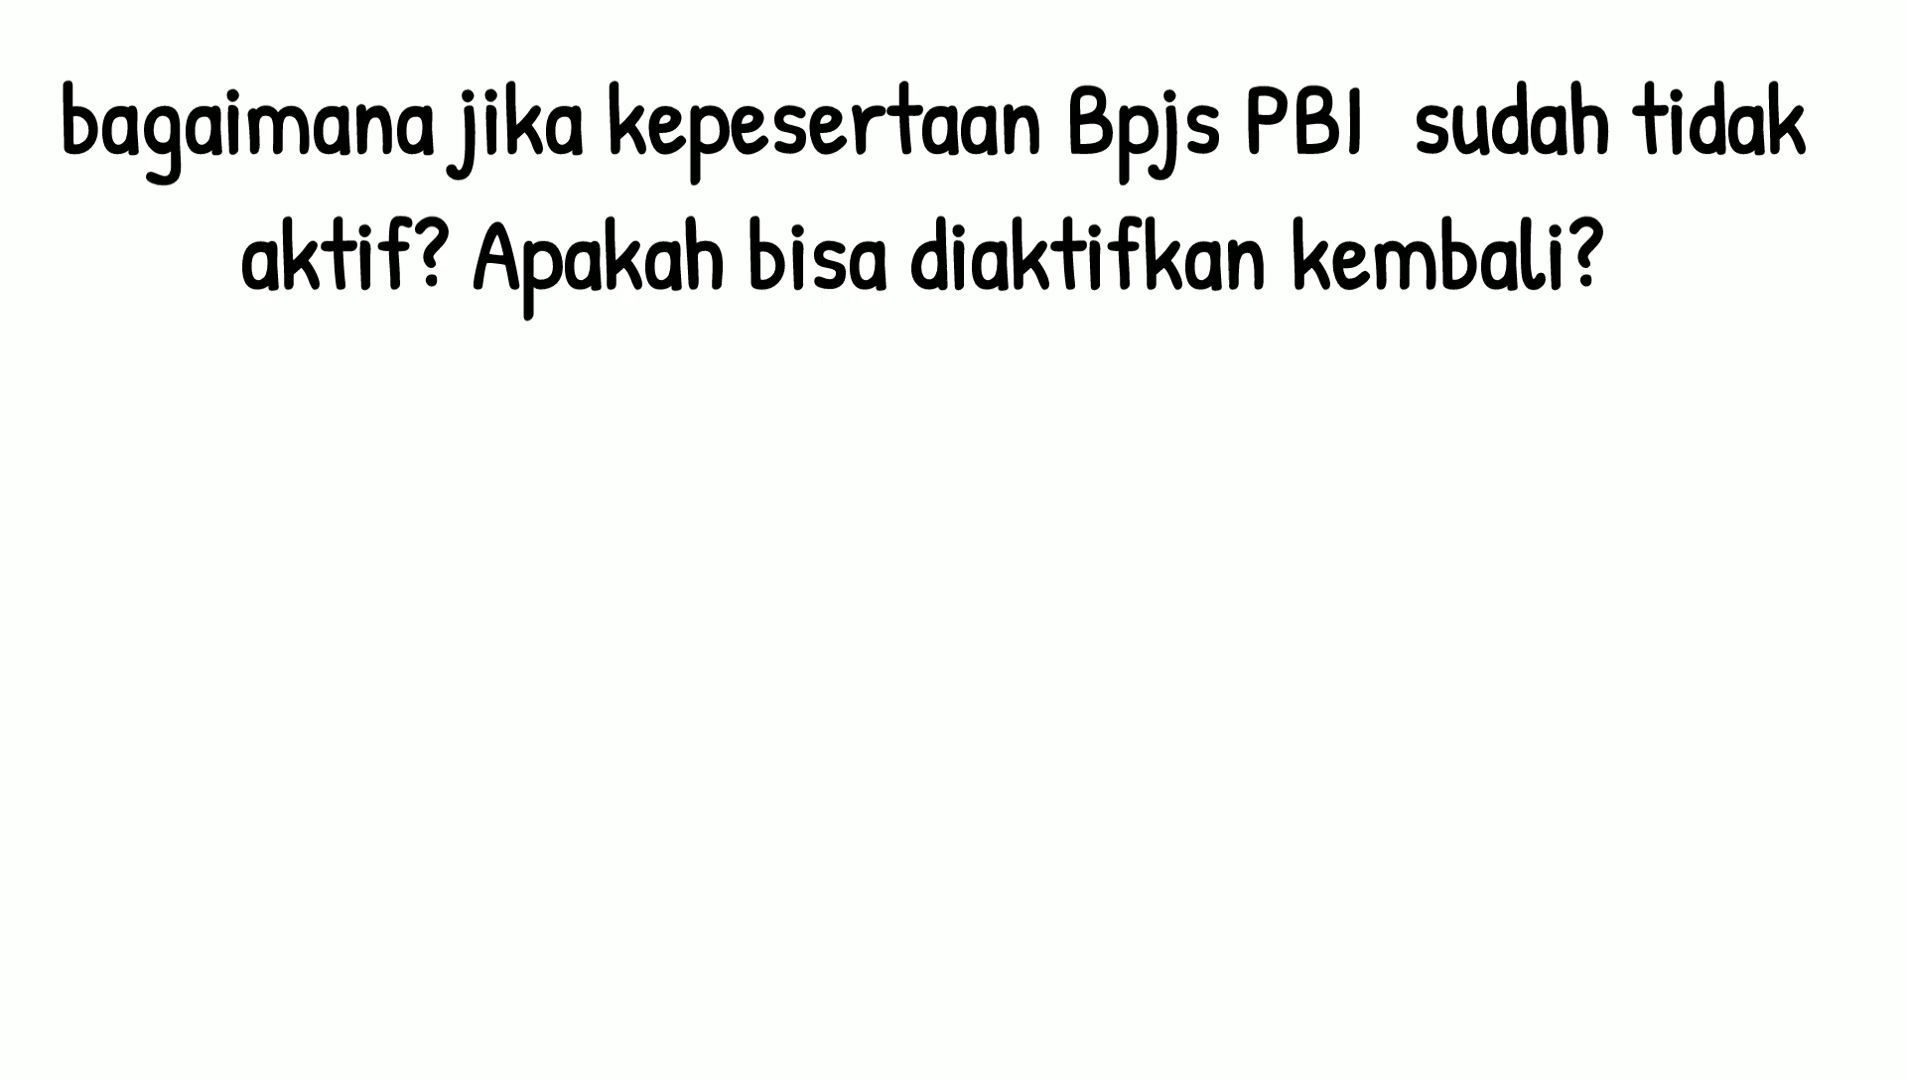 bagaimana jika kepesertaan Bpjs PBI sudah tidak
aktif? Apakah bisa diaktifkan kembali?